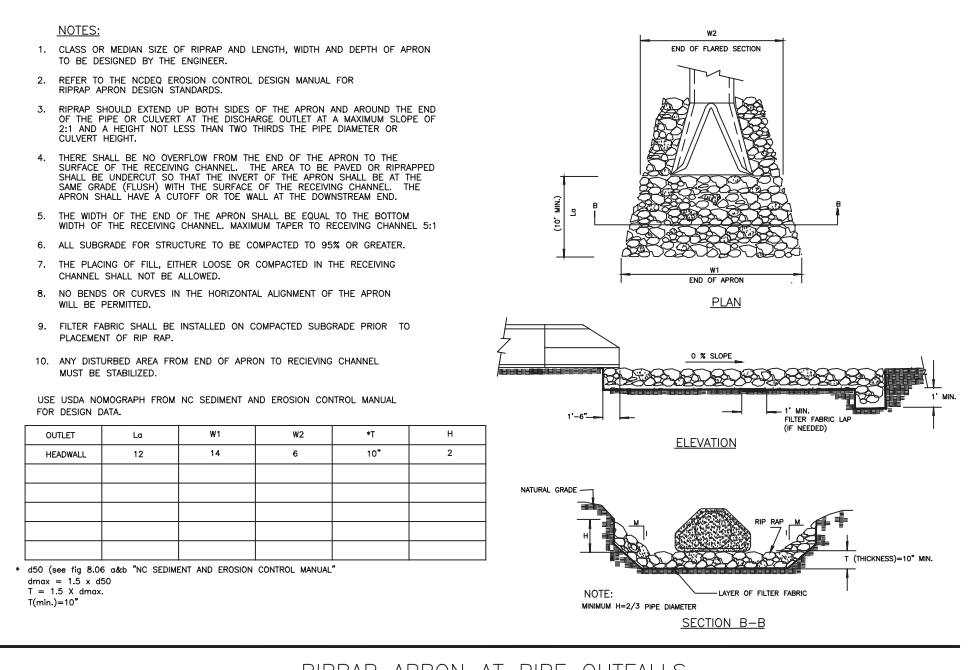 NOTES:
1. CLASS OR MEDIAN SIZE OF RIPRAP AND LENGTH, WIDTH AND DEPTH OF APRON
TO BE DESIGNED BY THE ENGINEER.
2. REFER TO THE NCDEQ EROSION CONTROL DESIGN MANUAL FOR
RIPRAP APRON DESIGN STANDARDS.
3. RIPRAP SHOULD EXTEND UP BOTH SIDES OF THE APRON AND AROUND THE END
OF THE PIPE OR CULVERT AT THE DISCHARGE OUTLET AT A MAXIMUM SLOPE OF
2:1 AND A HEIGHT NOT LESS THAN TWO THIRDS THE PIPE DIAMETER OR
CULVERT HEIGHT.
4. THERE SHALL BE NO OVERFLOW FROM THE END OF THE APRON TO THE
SURFACE OF THE RECEIVING CHANNEL. THE AREA TO BE PAVED OR RIPRAPPED
SHALL BE UNDERCUT SO THAT THE INVERT OF THE APRON SHALL BE AT THE
SAME GRADE (FLUSH) WITH THE SURFACE OF THE RECEIVING CHANNEL. THE
APRON SHALL HAVE A CUTOFF OR TOE WALL AT THE DOWNSTREAM END.
5. THE WIDTH OF THE END OF THE APRON SHALL BE EQUAL TO THE BOTTOM
WIDTH OF THE RECEIVING CHANNEL. MAXIMUM TAPER TO RECEIVING CHANNEL 5:1
6. ALL SUBGRADE FOR STRUCTURE TO BE COMPACTED TO 95% OR GREATER.
7. THE PLACING OF FILL, EITHER LOOSE OR COMPACTED IN THE RECEIVING
CHANNEL SHALL NOT BE ALLOWED.
8. NO BENDS OR CURVES IN THE HORIZONTAL ALIGNMENT OF THE APRON
WILL BE PERMITTED.
9. FILTER FABRIC SHALL BE INSTALLED ON COMPACTED SUBGRADE PRIOR TO
PLACEMENT OF RIP RAP.
10. ANY DISTURBED AREA FROM END OF APRON TO RECIEVING CHANNEL
MUST BE STABILIZED.
USE USDA NOMOGRAPH FROM NC SEDIMENT AND EROSION CONTROL MANUAL
FOR DESIGN DATA.
OUTLET La W1 W2 *T H
HEADWALL 12 14 6 10" 2
* d50 (see fig 8.06 a&b "NC SEDIMENT AND EROSION CONTROL MANUAL"
dmax = 1.5 x d50
T = 1.5 X dmax.
T(min.)=10"
W2
END OF FLARED SECTION
(10' MIN.)
La
B
B
W1
END OF APRON
PLAN
0 % SLOPE
1' MIN.
1'-6"
1' MIN.
FILTER FABRIC LAP
(IF NEEDED)
ELEVATION
NATURAL GRADE
H
M
1
RIP RAP
M
1
T (THICKNESS)=10" MIN.
LAYER OF FILTER FABRIC
NOTE:
MINIMUM H=2/3 PIPE DIAMETER
SECTION B-B
RIPRAP APRON AT PIPE OUTFALLS